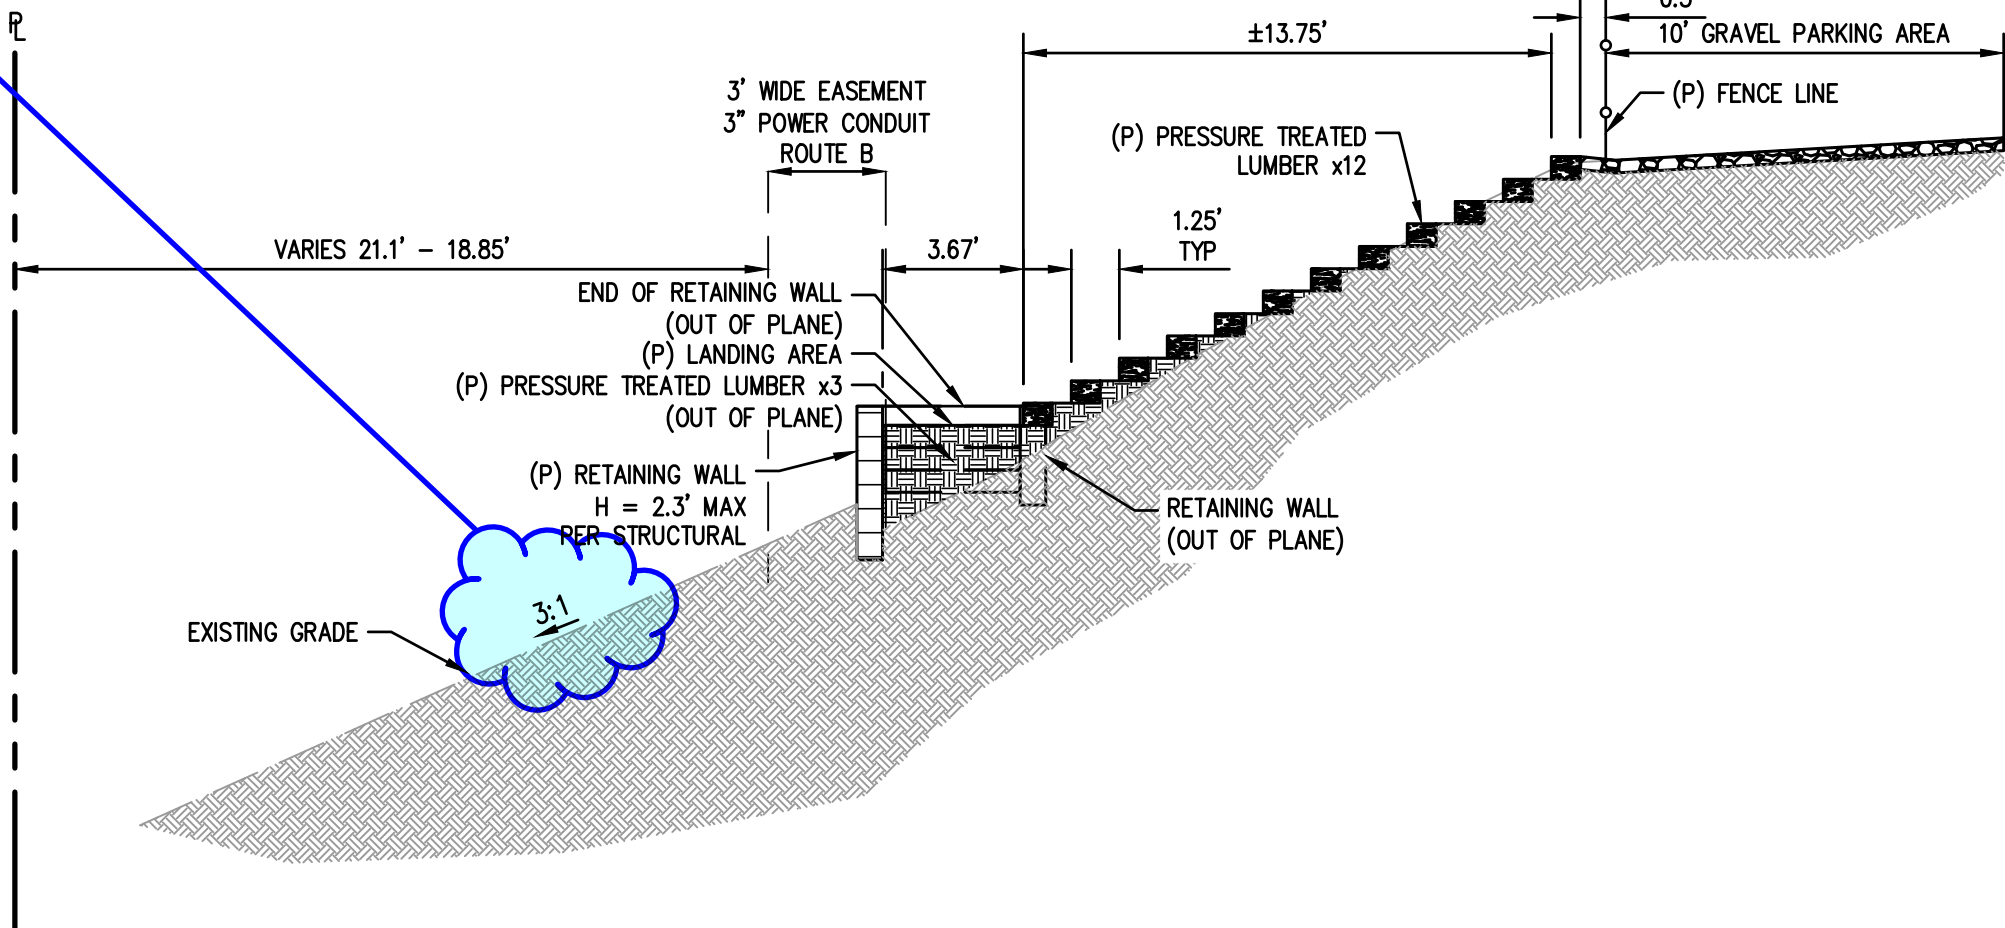 PL
0.5'
±13.75'
10' GRAVEL PARKING AREA
3' WIDE EASEMENT
3" POWER CONDUIT
ROUTE B
(P) FENCE LINE
(P) PRESSURE TREATED
LUMBER x12
VARIES 21.1' - 18.85'
3.67'
1.25'
TYP
END OF RETAINING WALL
(OUT OF PLANE)
(P) LANDING AREA
(P) PRESSURE TREATED LUMBER x3
(OUT OF PLANE)
(P) RETAINING WALL
H = 2.3' MAX
PER STRUCTURAL
RETAINING WALL
(OUT OF PLANE)
3:1
EXISTING GRADE